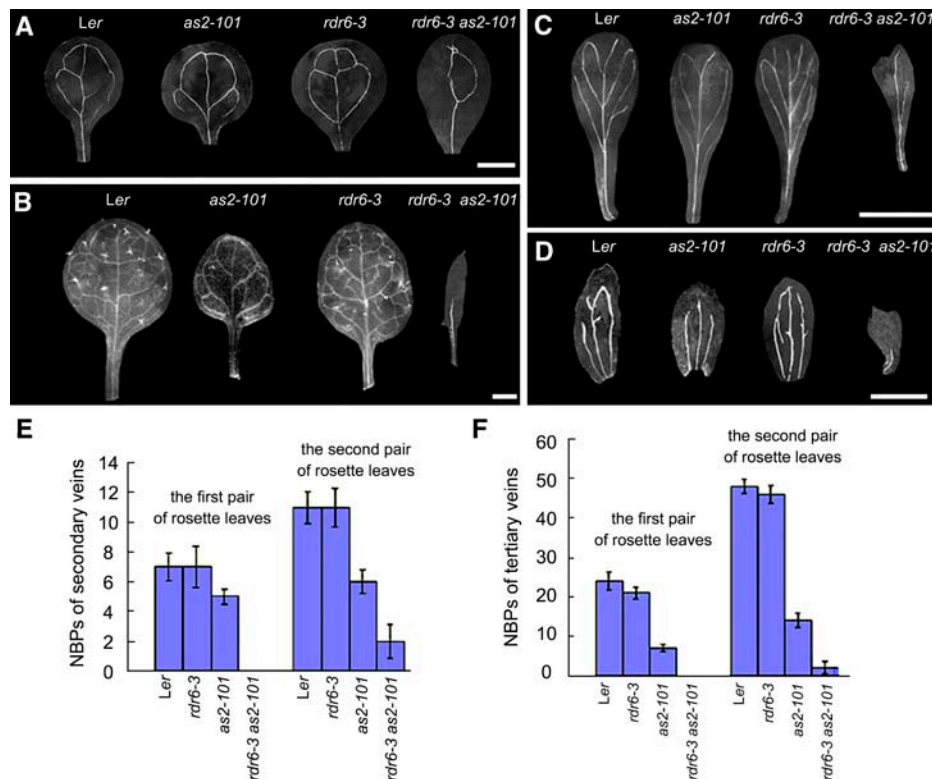 A
Ler as2-101 rdr6-3 rdr6-3 as2-101
B
Ler as2-101 rdr6-3 rdr6-3 as2-101
C
Ler as2-101 rdr6-3 rdr6-3 as2-101
D
Ler as2-101 rdr6-3 rdr6-3 as2-101
E
NBPs of secondary veins
14
12
10
8
6
4
2
0
the first pair
of rosette leaves
the second pair
of rosette leaves
Ler
rdr6-3
as2-101
rdr6-3 as2-101
Ler
rdr6-3
as2-101
rdr6-3 as2-101
F
NBPs of tertiary veins
60
50
40
30
20
10
0
the first pair
of rosette leaves
the second pair
of rosette leaves
Ler
rdr6-3
as2-101
rdr6-3 as2-101
Ler
rdr6-3
as2-101
rdr6-3 as2-101